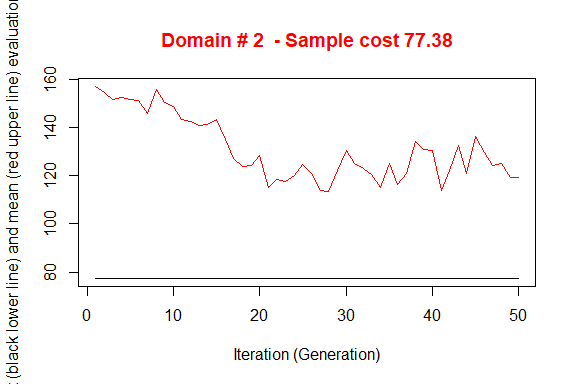 Domain # 2 - Sample cost 77.38
(black lower line) and mean (red upper line) evaluation
160
140
120
100
80
0 10 20 30 40 50
Iteration (Generation)